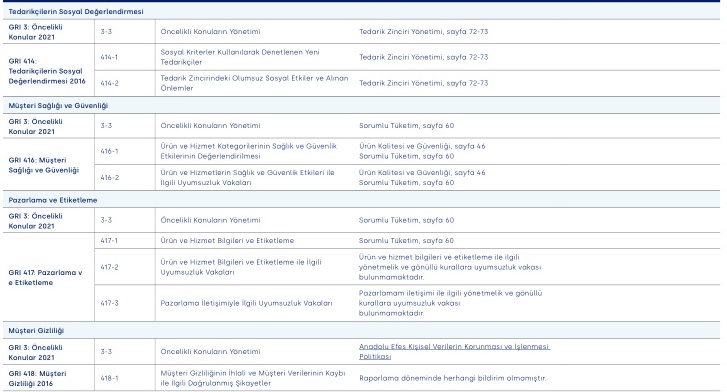 Tedarikçilerin Sosyal Değerlendirmesi
GRI 3: Öncelikli
Konular 2021
3-3
Öncelikli Konuların Yönetimi
Tedarik Zinciri Yönetimi, sayfa 72-73
GRI 414:
Tedarikçilerin Sosyal
Değerlendirmesi 2016
414-1
Sosyal Kriterler Kullanılarak Denetlenen Yeni
Tedarikçiler
Tedarik Zinciri Yönetimi, sayfa 72-73
414-2
Tedarik Zincirindeki Olumsuz Sosyal Etkiler ve Alınan
Önlemler
Tedarik Zinciri Yönetimi, sayfa 72-73
Müşteri Sağlığı ve Güvenliği
GRI 3: Öncelikli
Konular 2021
3-3
Öncelikli Konuların Yönetimi
Sorumlu Tüketim, sayfa 60
GRI 416: Müşteri
Sağlığı ve Güvenliği
416-1
Ürün ve Hizmet Kategorilerinin Sağlık ve Güvenlik
Etkilerinin Değerlendirilmesi
Ürün Kalitesi ve Güvenliği, sayfa 46
Sorumlu Tüketim, sayfa 60
416-2
Ürün ve Hizmetlerin Sağlık ve Güvenlik Etkileri ile
İlgili Uyumsuzluk Vakaları
Ürün Kalitesi ve Güvenliği, sayfa 46
Sorumlu Tüketim, sayfa 60
Pazarlama ve Etiketleme
GRI 3: Öncelikli
Konular 2021
3-3
Öncelikli Konuların Yönetimi
Sorumlu Tüketim, sayfa 60
GRI 417: Pazarlama v
e Etiketleme
417-1
Ürün ve Hizmet Bilgileri ve Etiketleme
Sorumlu Tüketim, sayfa 60
417-2
Ürün ve Hizmet Bilgileri ve Etiketleme ile İlgili
Uyumsuzluk Vakaları
Ürün ve hizmet bilgileri ve etiketleme ile ilgili
yönetmelik ve gönüllü kurallara uyumsuzluk vakası
bulunmamaktadır.
417-3
Pazarlama İletişimiyle İlgili Uyumsuzluk Vakaları
Pazarlamam iletişimi ile ilgili yönetmelik ve gönüllü
kurallara uyumsuzluk vakası
bulunmamaktadır.
Müşteri Gizliliği
GRI 3: Öncelikli
Konular 2021
3-3
Öncelikli Konuların Yönetimi
Anadolu Efes Kişisel Verilerin Korunması ve İşlenmesi
Politikası
GRI 418: Müşteri
Gizliliği 2016
418-1
Müşteri Gizliliğinin İhlali ve Müşteri Verilerinin Kaybı
ile İlgili Doğrulanmış Şikayetler
Raporlama döneminde herhangi bildirim olmamıştır.